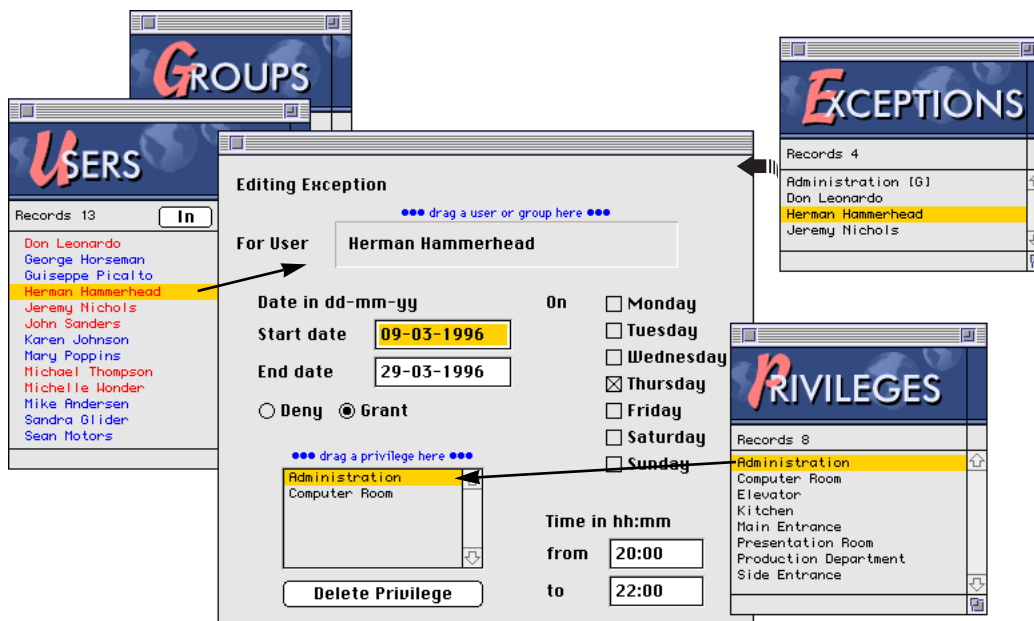 GROUPS
USERS
Records 13
In
Don Leonardo
George Horseman
Guiseppe Picalto
Herman Hammerhead
Jeremy Nichols
John Sanders
Karen Johnson
Mary Poppins
Michael Thompson
Michelle Wonder
Mike Andersen
Sandra Glider
Sean Motors
Editing Exception
●●● drag a user or group here ●●●
For User
Herman Hammerhead
Date in dd-mm-yy
Start date
09-03-1996
End date
29-03-1996
Deny
Grant
On
Monday
Tuesday
Wednesday
Thursday
Friday
Saturday
Sunday
●●● drag a privilege here ●●●
Administration
Computer Room
Delete Privilege
Time in hh:mm
from
20:00
to
22:00
EXCEPTIONS
Records 4
Administration [G]
Don Leonardo
Herman Hammerhead
Jeremy Nichols
PRIVILEGES
Records 8
Administration
Computer Room
Elevator
Kitchen
Main Entrance
Presentation Room
Production Department
Side Entrance